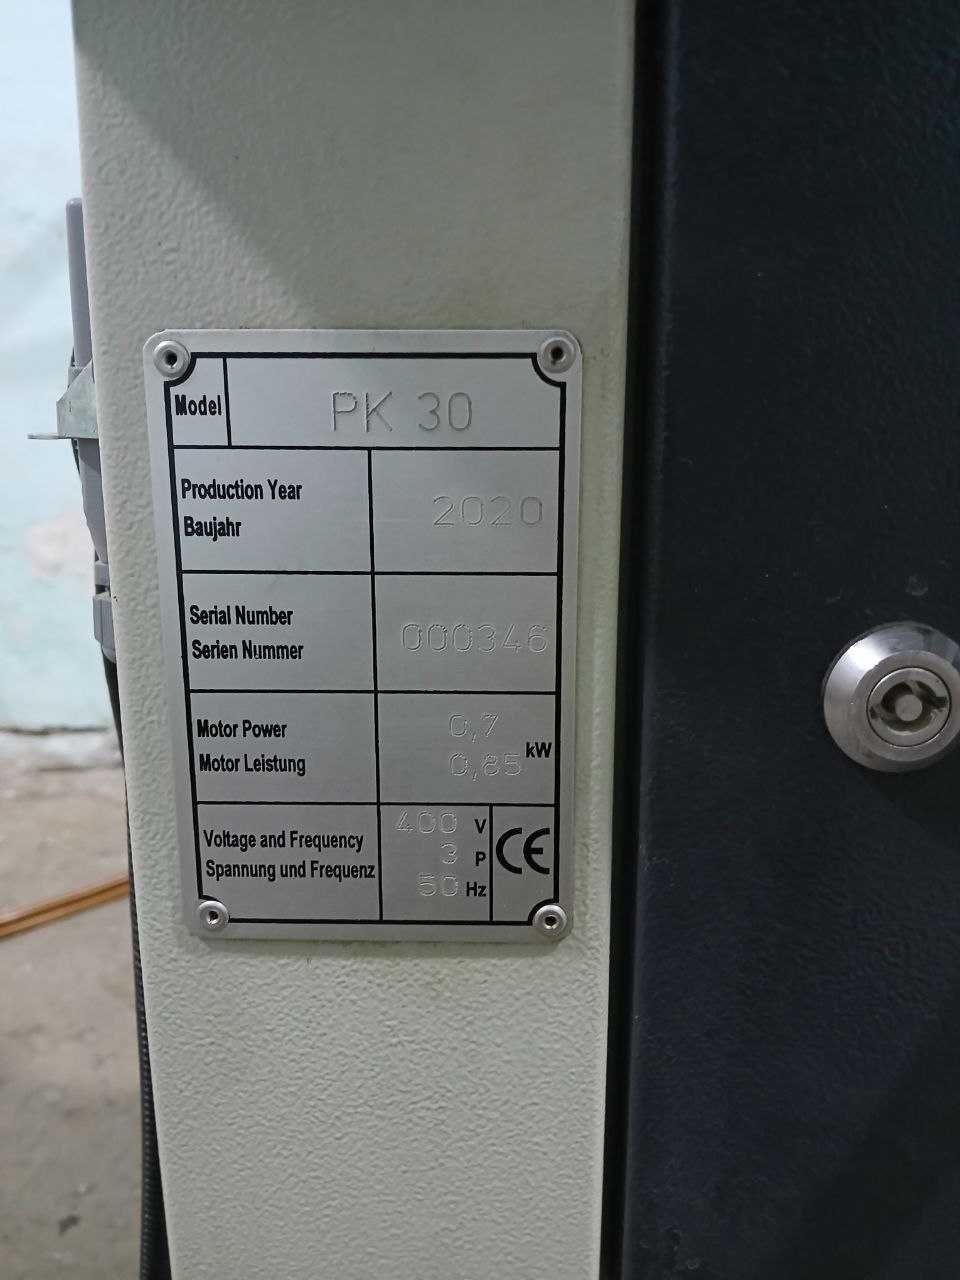 Model PK 30
Production Year
Baujahr
2020
Serial Number
Serien Nummer
000346
Motor Power
Motor Leistung
0,7
0,85 kW
Voltage and Frequency
Spannung und Frequenz
400 V
3 P
50 Hz
CE